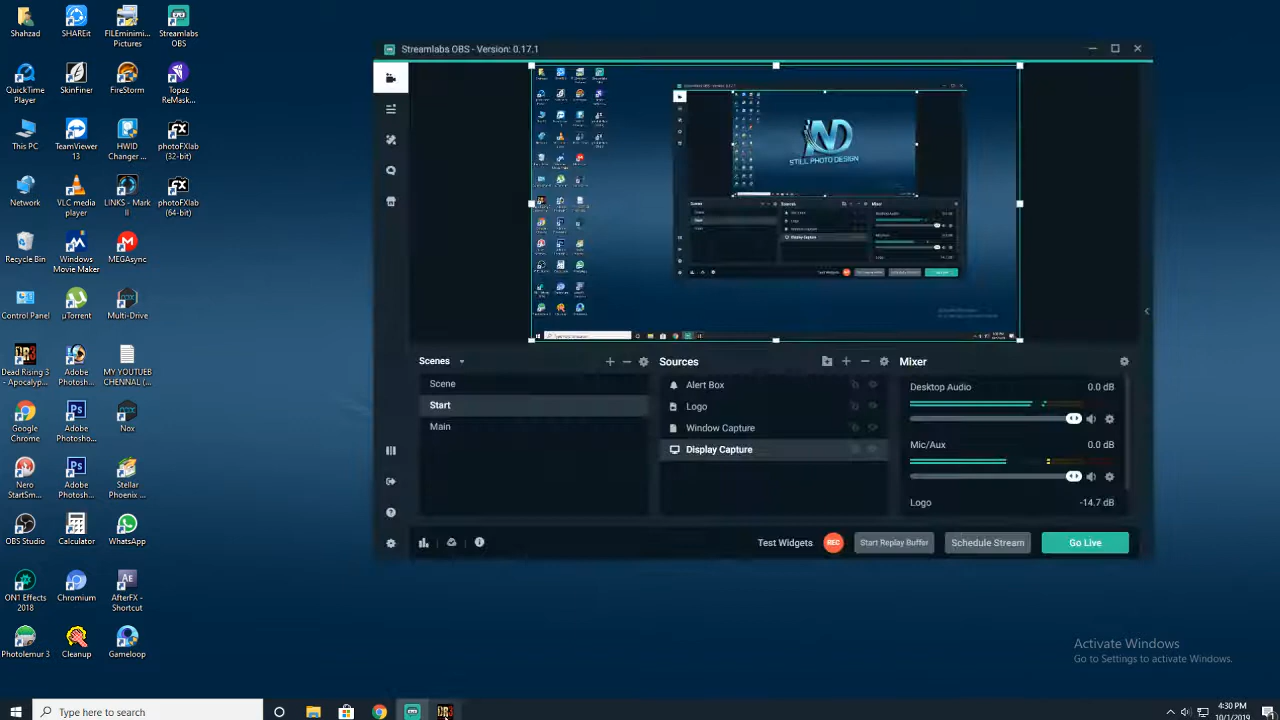 Shahzad
SHAREit
FILEminimi...
Pictures
Streamlabs
OBS
QuickTime
Player
SkinFiner
FireStorm
Topaz
ReMask...
This PC
TeamViewer
13
HWID
Changer ...
photoFXlab
(32-bit)
Network
VLC media
player
LINKS - Mark
II
photoFXlab
(64-bit)
Recycle Bin
Windows
Movie Maker
MEGAsync
Control Panel
µTorrent
Multi-Drive
Dead Rising 3
- Apocalyp...
Adobe
Photosh...
MY YOUTUEB
CHENNAL (...
Google
Chrome
Adobe
Photosho...
Nox
Nero
StartSm...
Adobe
Photosh...
Stellar
Phoenix ...
OBS Studio
Calculator
WhatsApp
ON1 Effects
2018
Chromium
AfterFX -
Shortcut
Photolemur 3
Cleanup
Gameloop
Streamlabs OBS - Version: 0.17.1
STILL PHOTO DESIGN
Scenes
Scene
Start
Main
Sources
Alert Box
Logo
Window Capture
Display Capture
Mixer
Desktop Audio 0.0 dB
Mic/Aux 0.0 dB
Logo -14.7 dB
Test Widgets REC Start Replay Buffer Schedule Stream Go Live
Activate Windows
Go to Settings to activate Windows.
Type here to search
4:30 PM
10/1/2019